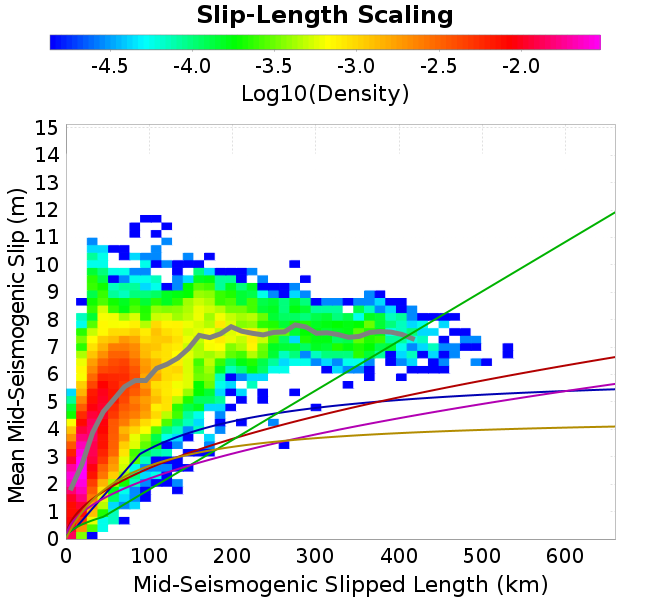 Slip-Length Scaling
-4.5 -4.0 -3.5 -3.0 -2.5 -2.0
Log10(Density)
15
14
13
12
11
10
9
8
7
6
5
4
3
2
1
0
Mean Mid-Seismogenic Slip (m)
0 100 200 300 400 500 600
Mid-Seismogenic Slipped Length (km)